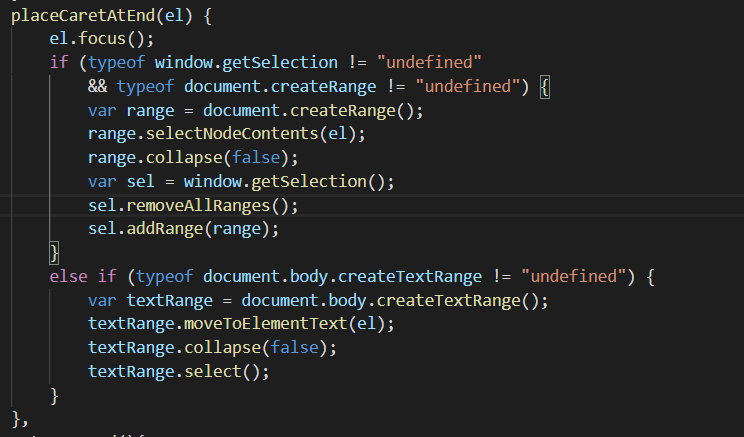 placeCaretAtEnd(el) {
    el.focus();
    if (typeof window.getSelection != "undefined"
        && typeof document.createRange != "undefined") {
        var range = document.createRange();
        range.selectNodeContents(el);
        range.collapse(false);
        var sel = window.getSelection();
        sel.removeAllRanges();
        sel.addRange(range);
    }
    else if (typeof document.body.createTextRange != "undefined") {
        var textRange = document.body.createTextRange();
        textRange.moveToElementText(el);
        textRange.collapse(false);
        textRange.select();
    }
},